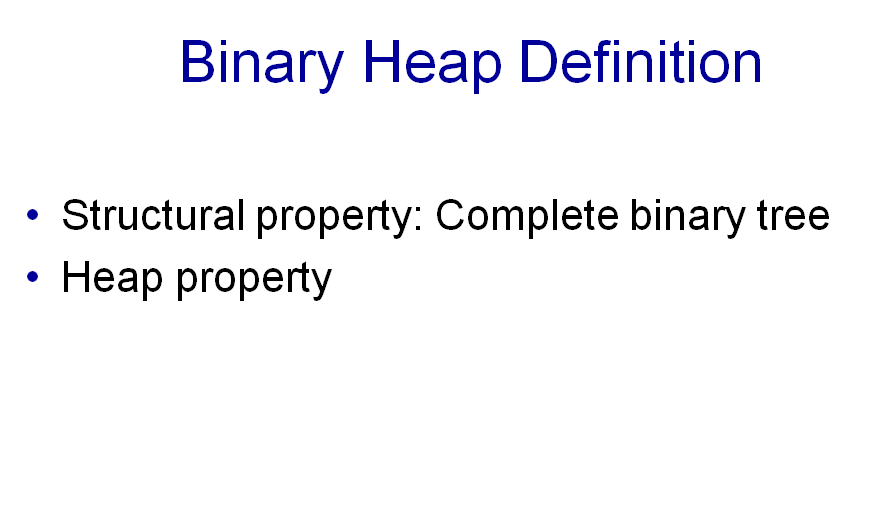 Binary Heap Definition
• Structural property: Complete binary tree
• Heap property